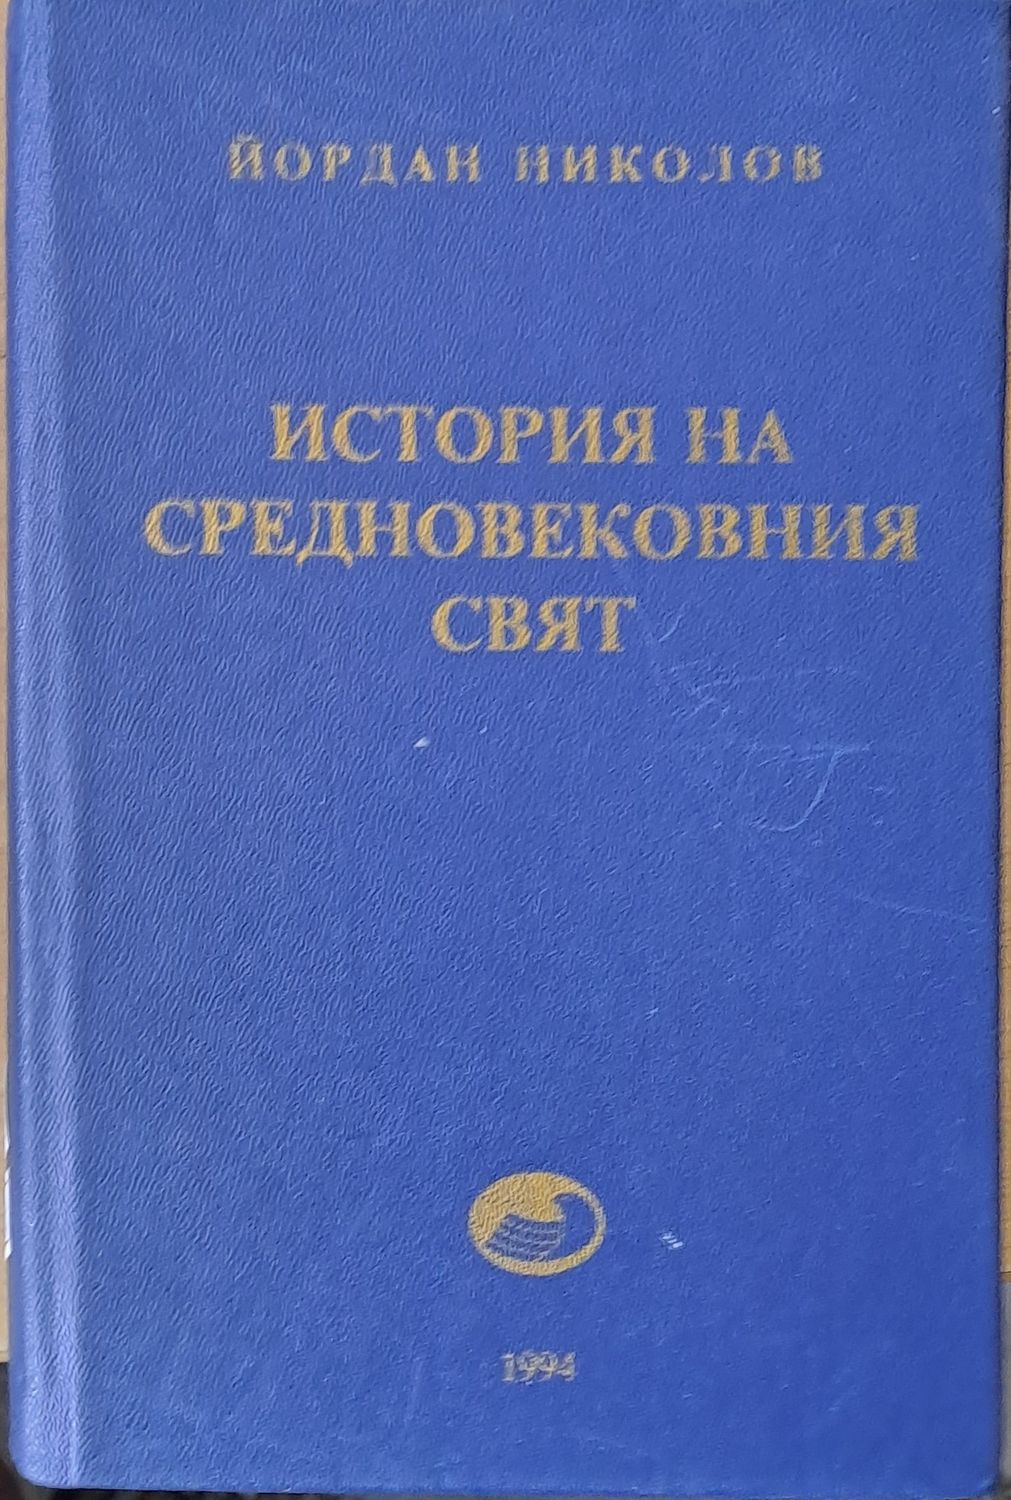 ЙОРДАН НИКОЛОВ
ИСТОРИЯ НА
СРЕДНОВЕКОВНИЯ
СВЯТ
1994